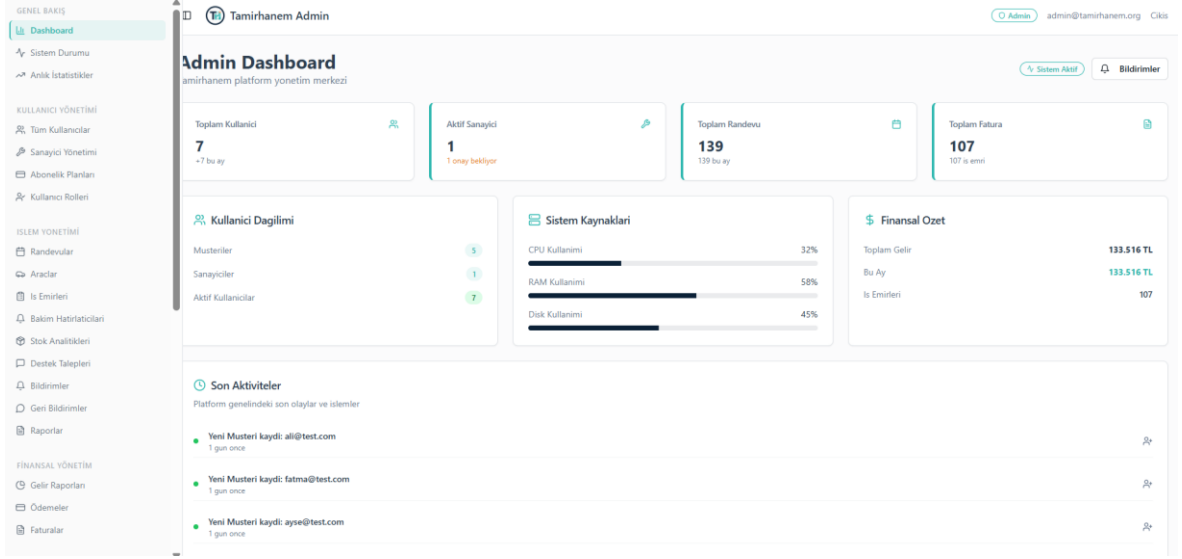 GENEL BAKIŞ
Dashboard
Sistem Durumu
Anlık İstatistikler
KULLANICI YÖNETİMİ
Tüm Kullanıcılar
Sanayici Yönetimi
Abonelik Planları
Kullanıcı Rolleri
ISLEM YONETIMI
Randevular
Araclar
Is Emirleri
Bakim Hatirlaticilari
Stok Analitikleri
Destek Talepleri
Bildirimler
Geri Bildirimler
Raporlar
FİNANSAL YÖNETİM
Gelir Raporları
Ödemeler
Faturalar
TH Tamirhanem Admin
Admin admin@tamirhanem.org Cikis
Admin Dashboard
amirhanem platform yonetim merkezi
Sistem Aktif Bildirimler
Toplam Kullanici
7
+7 bu ay
Aktif Sanayici
1
1 onay bekliyor
Toplam Randevu
139
139 bu ay
Toplam Fatura
107
107 is emri
Kullanici Dagilimi
Musteriler 5
Sanayiciler 1
Aktif Kullanicilar 7
Sistem Kaynaklari
CPU Kullanimi 32%
RAM Kullanimi 58%
Disk Kullanimi 45%
Finansal Ozet
Toplam Gelir 133.516 TL
Bu Ay 133.516 TL
Is Emirleri 107
Son Aktiviteler
Platform genelindeki son olaylar ve islemler
Yeni Musteri kaydi: ali@test.com
1 gun once
Yeni Musteri kaydi: fatma@test.com
1 gun once
Yeni Musteri kaydi: ayse@test.com
1 gun once